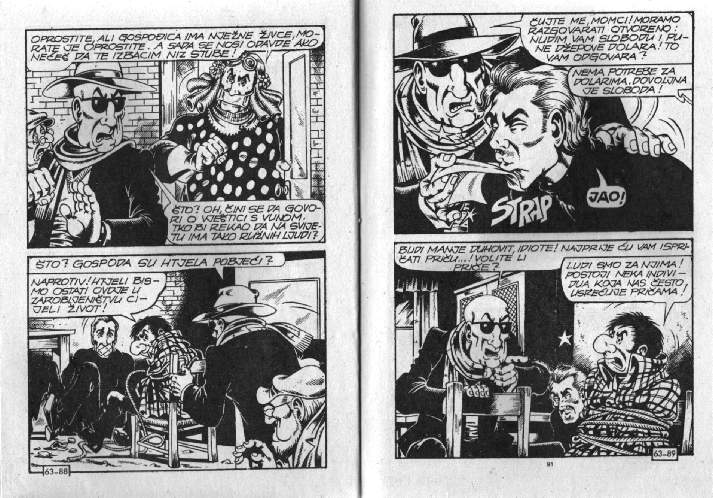 OPROSTITE, ALI GOSPOĐICA IMA NJEŽNE ŽIVCE, MO-
RATE JE OPROSTITE. A SADA SE NOSI ODAVDE AKO
NEĆEŠ DA TE IZBACIM NIZ STUBE!
ŠTO? OH, ČINI SE DA GOVO-
RI O VJEŠTICI S VUNOM.
TKO BI REKAO DA NA SVIJE-
TU IMA TAKO RUŽNIH LJUDI?
ŠTO? GOSPODA SU HTJELA POBJEĆI?
NAPROTIV! HTJELI BIS-
MO OSTATI OVDJE U
ZAROBLJENIŠTVU CI-
JELI ŽIVOT!
63-88
ČUJTE ME, MOMCI! MORAMO
RAZGOVARATI OTVORENO:
NUDIM VAM SLOBODU I PU-
NE DŽEPOVE DOLARA! TO
VAM ODGOVARA?
NEMA POTREBE ZA
DOLARIMA. DOVOLJNA
JE SLOBODA!
STRAP
JAO!
BUDI MANJE DUHOVIT, IDIOTE! NAJPRIJE ĆU VAM ISPRI-
ČATI PRIČU...! VOLITE LI
PRIČE?
LUDI SMO ZA NJIMA!
POSTOJI NEKA INDIVI-
DUA KOJA NAS ČESTO
USREĆUJE PRIČAMA!
63-89
91